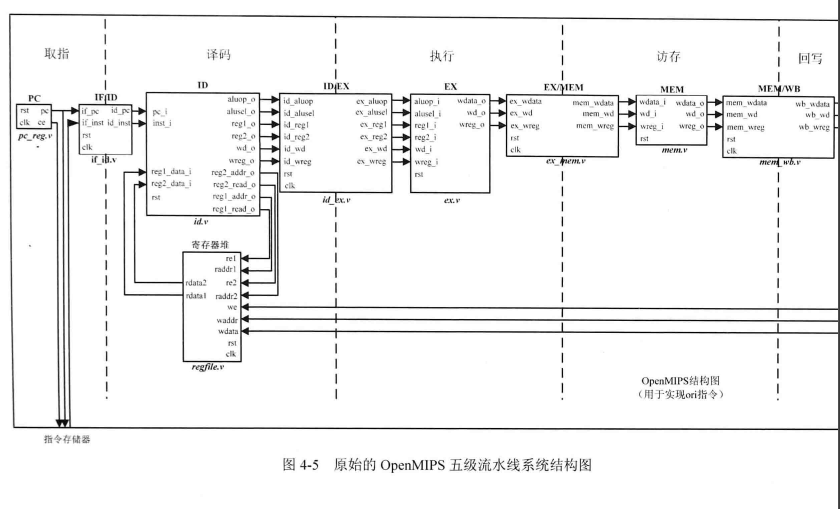 取指
译码
执行
访存
回写
PC
rst pc
clk ce
pc_reg.v
IF/ID
if_pc id_pc
if_inst id_inst
rst
clk
if_id.v
ID
aluop_o
pc_i alusel_o
inst_i reg1_o
reg2_o
wd_o
wreg_o
reg1_data_i reg2_addr_o
reg2_data_i reg2_read_o
rst reg1_addr_o
reg1_read_o
id.v
ID/EX
id_aluop ex_aluop
id_alusel ex_alusel
id_reg1 ex_reg1
id_reg2 ex_reg2
id_wd ex_wd
id_wreg ex_wreg
rst
clk
id_ex.v
EX
aluop_i wdata_o
alusel_i wd_o
reg1_i wreg_o
reg2_i
wd_i
wreg_i
rst
ex.v
EX/MEM
ex_wdata mem_wdata
ex_wd mem_wd
ex_wreg mem_wreg
rst
clk
ex_mem.v
MEM
wdata_i wdata_o
wd_i wd_o
wreg_i wreg_o
rst
mem.v
MEM/WB
mem_wdata wb_wdata
mem_wd wb_wd
mem_wreg wb_wreg
rst
clk
mem_wb.v
寄存器堆
re1
raddr1
rdata2 re2
rdata1 raddr2
we
waddr
wdata
rst
clk
regfile.v
OpenMIPS结构图
(用于实现ori指令)
指令存储器
图 4-5 原始的 OpenMIPS 五级流水线系统结构图